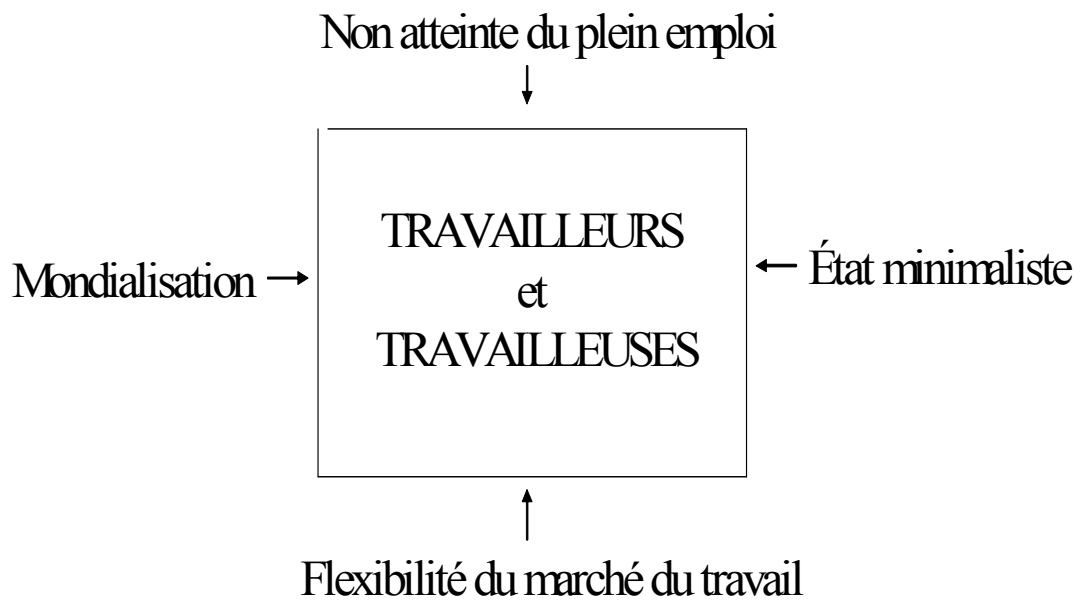 Non atteinte du plein emploi
TRAVAILLEURS
et
TRAVAILLEUSES
Mondialisation
État minimaliste
Flexibilité du marché du travail